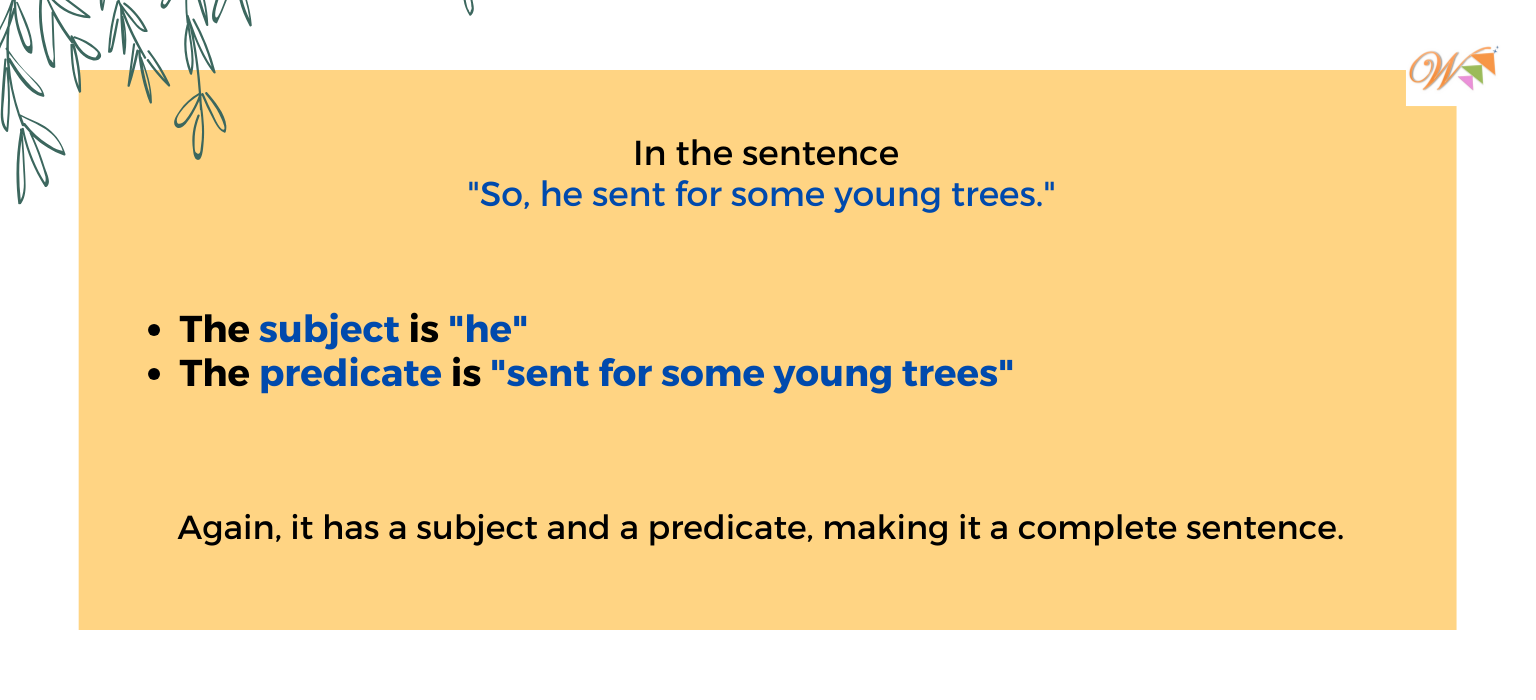 W
In the sentence
"So, he sent for some young trees."
• The subject is "he"
• The predicate is "sent for some young trees"
Again, it has a subject and a predicate, making it a complete sentence.